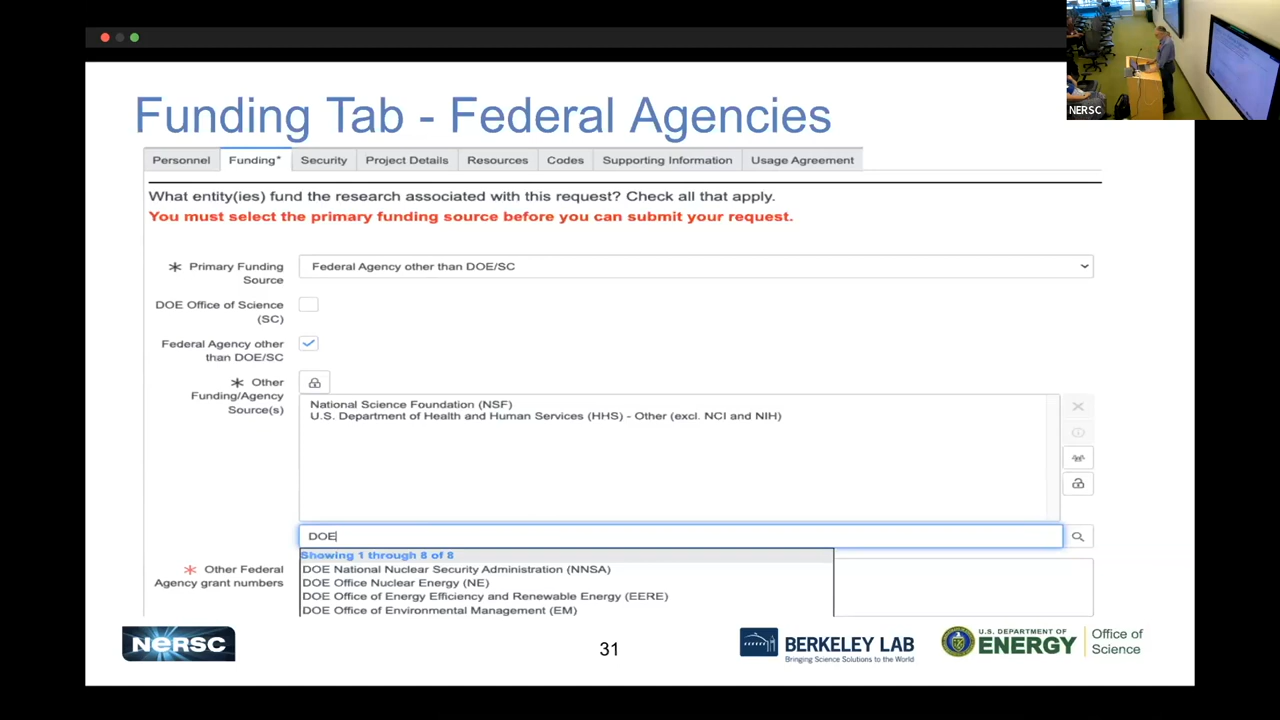 NERSC
Funding Tab - Federal Agencies
Personnel Funding* Security Project Details Resources Codes Supporting Information Usage Agreement
What entity(ies) fund the research associated with this request? Check all that apply.
You must select the primary funding source before you can submit your request.
Primary Funding Source
Federal Agency other than DOE/SC
DOE Office of Science
(SC)
Federal Agency other
than DOE/SC
Other
Funding/Agency
Source(s)
National Science Foundation (NSF)
U.S. Department of Health and Human Services (HHS) - Other (excl. NCI and NIH)
DOE
Showing 1 through 8 of 8
DOE National Nuclear Security Administration (NNSA)
DOE Office Nuclear Energy (NE)
DOE Office of Energy Efficiency and Renewable Energy (EERE)
DOE Office of Environmental Management (EM)
Other Federal
Agency grant numbers
NERSC
31
BERKELEY LAB
Bringing Science Solutions to the World
U.S. DEPARTMENT OF
ENERGY
Office of
Science